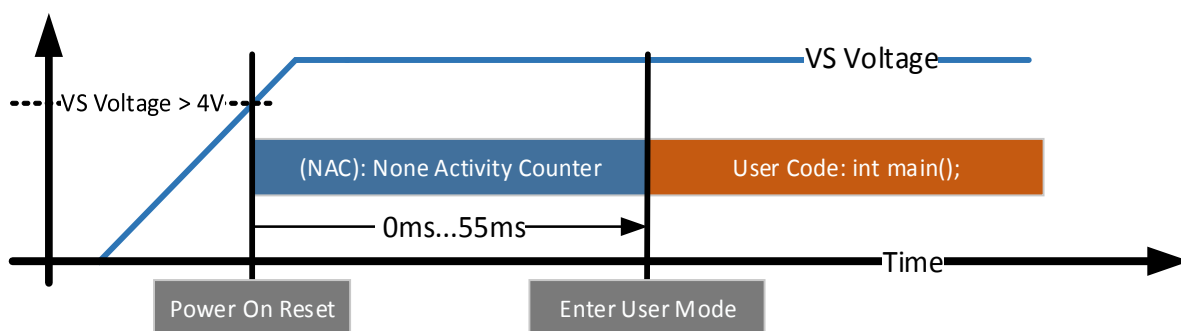 VS Voltage
VS Voltage > 4V
(NAC): None Activity Counter
User Code: int main();
0ms...55ms
Time
Power On Reset
Enter User Mode